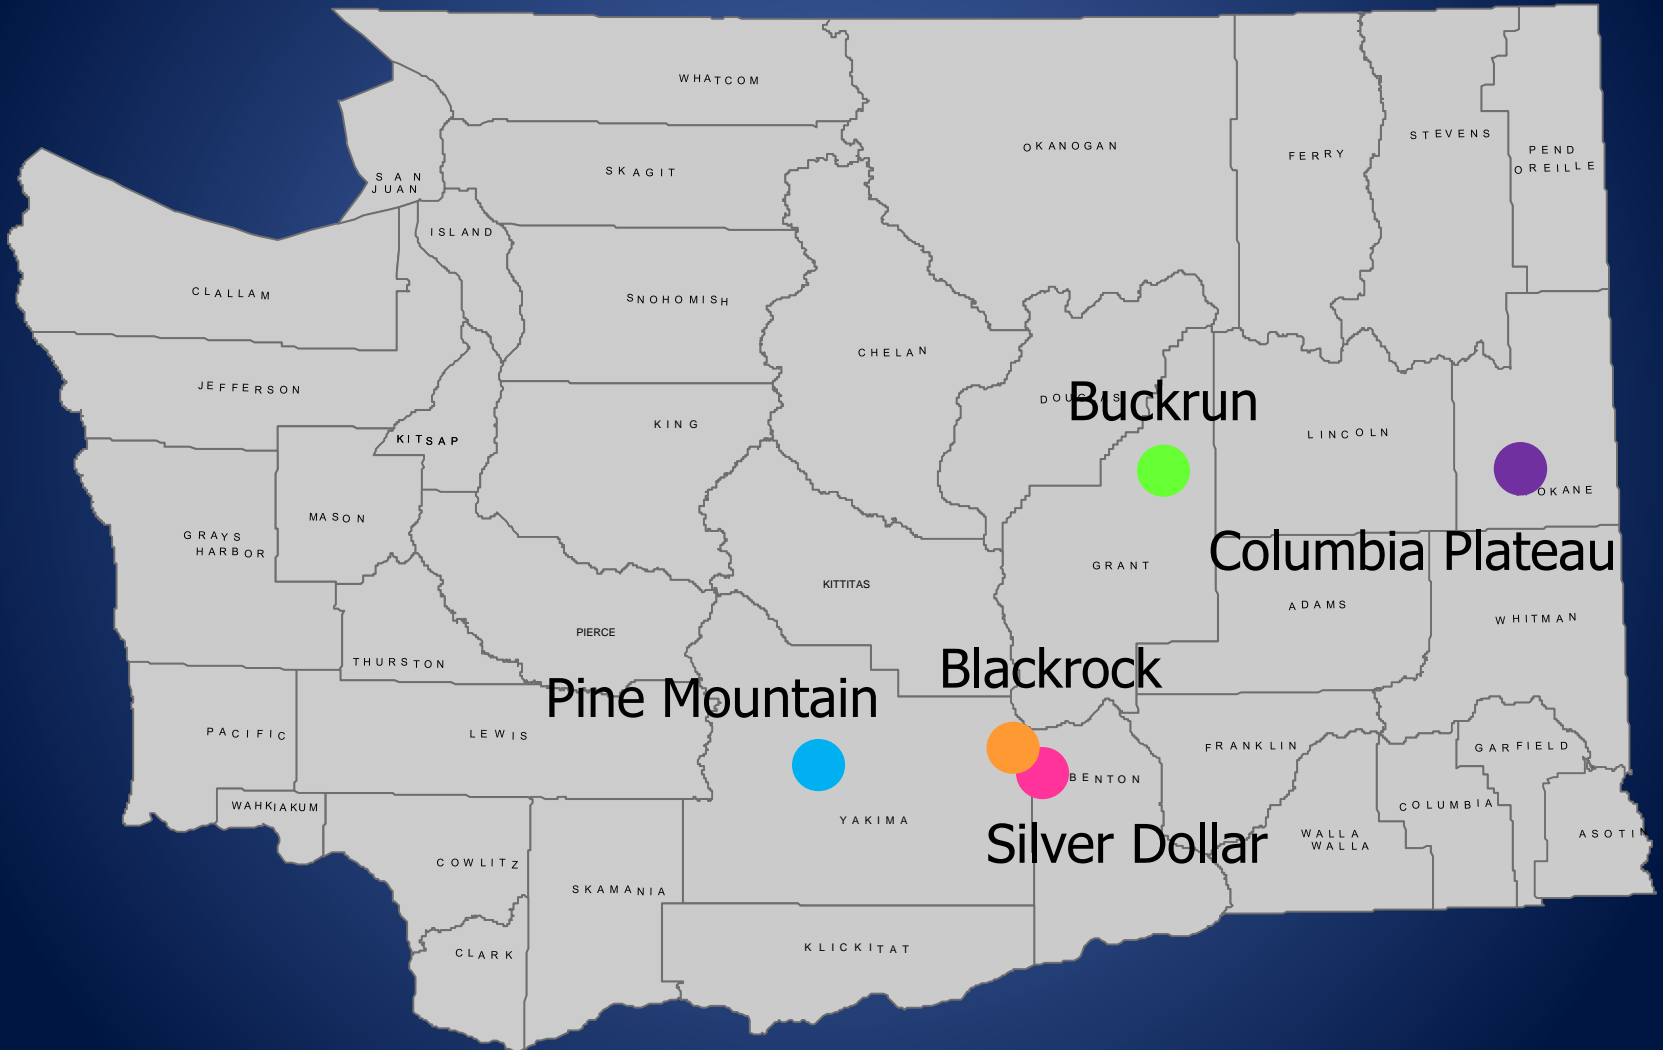 WHATCOM
OKANOGAN
FERRY
STEVENS
PEND
OREILLE
SKAGIT
SAN
JUAN
ISLAND
CLALLAM
SNOHOMISH
CHELAN
JEFFERSON
DOUGLAS
Buckrun
KING
KITSAP
LINCOLN
OKANE
MASON
GRAYS
HARBOR
Columbia Plateau
GRANT
KITTITAS
ADAMS
WHITMAN
PIERCE
THURSTON
Blackrock
Pine Mountain
PACIFIC
LEWIS
FRANKLIN
GARFIELD
BENTON
WAHKIAKUM
COLUMBIA
YAKIMA
WALLA
WALLA
ASOTIN
Silver Dollar
COWLITZ
SKAMANIA
KLICKITAT
CLARK